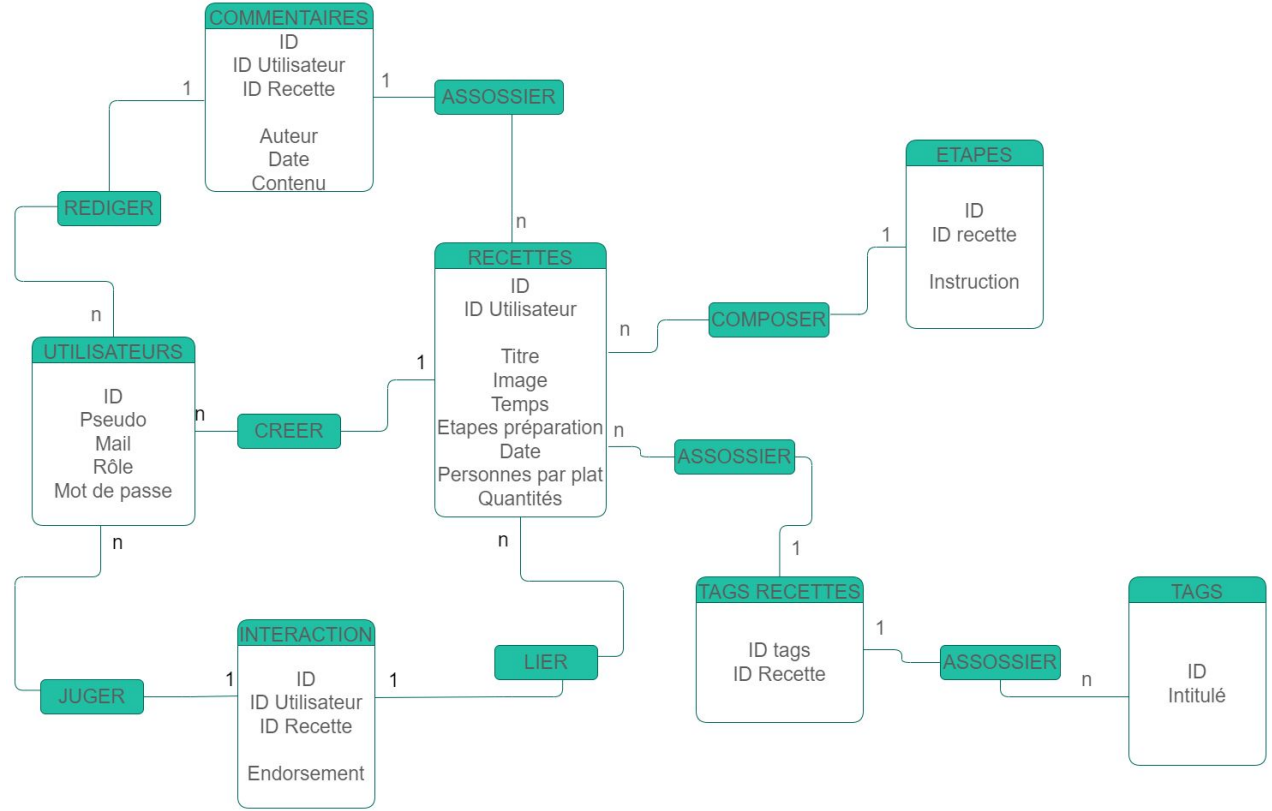 COMMENTAIRES
ID
ID Utilisateur
ID Recette
Auteur
Date
Contenu
1
1
ASSOSSIER
REDIGER
n
n
ETAPES
ID
ID recette
Instruction
1
RECETTES
ID
ID Utilisateur
Titre
Image
Temps
Etapes préparation
Date
Personnes par plat
Quantités
n
COMPOSER
UTILISATEURS
ID
Pseudo
Mail
Rôle
Mot de passe
n
CREER
1
n
ASSOSSIER
1
n
n
JUGER
1
INTERACTION
ID
ID Utilisateur
ID Recette
Endorsement
1
LIER
TAGS RECETTES
ID tags
ID Recette
1
ASSOSSIER
n
TAGS
ID
Intitulé